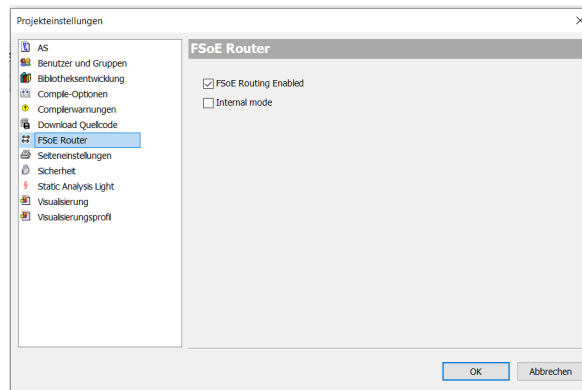 Projekteinstellungen
AS
Benutzer und Gruppen
Bibliotheksentwicklung
Compile-Optionen
Compilerwarnungen
Download Quellcode
FSoE Router
Seiteneinstellungen
Sicherheit
Static Analysis Light
Visualisierung
Visualisierungsprofil
FSoE Router
FSoE Routing Enabled
Internal mode
OK
Abbrechen